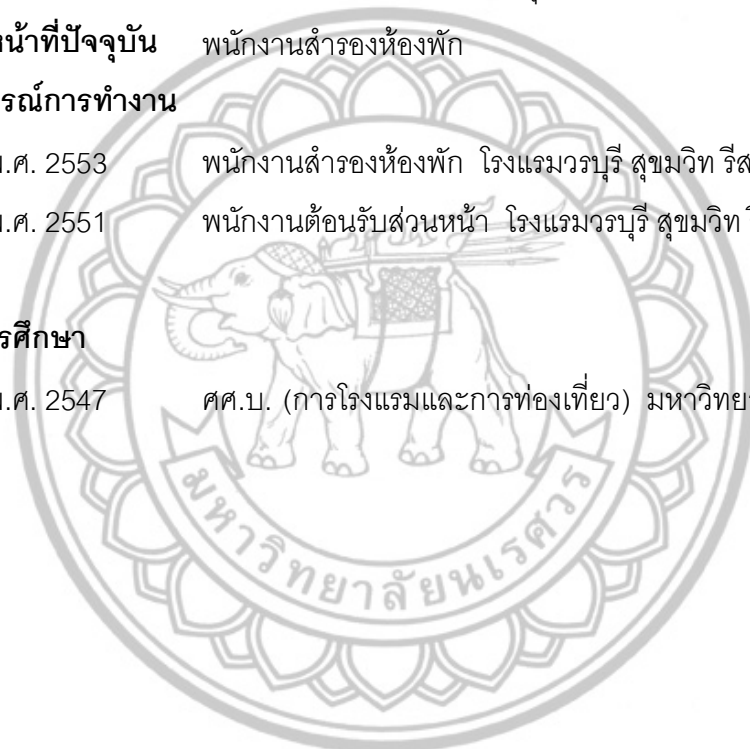 หน้าที่ปัจจุบัน พนักงานสำรองห้องพัก
รณ์การทำงาน
.ศ. 2553 พนักงานสำรองห้องพัก โรงแรมวรบุรี สุขุมวิท
.ศ. 2551 พนักงานต้อนรับส่วนหน้า โรงแรมวรบุรี สุขุมวิท
รศึกษา
.ศ. 2547 ศศ.บ. (การโรงแรมและการท่องเที่ยว)
มหาวิทยาลัยนเรศวร